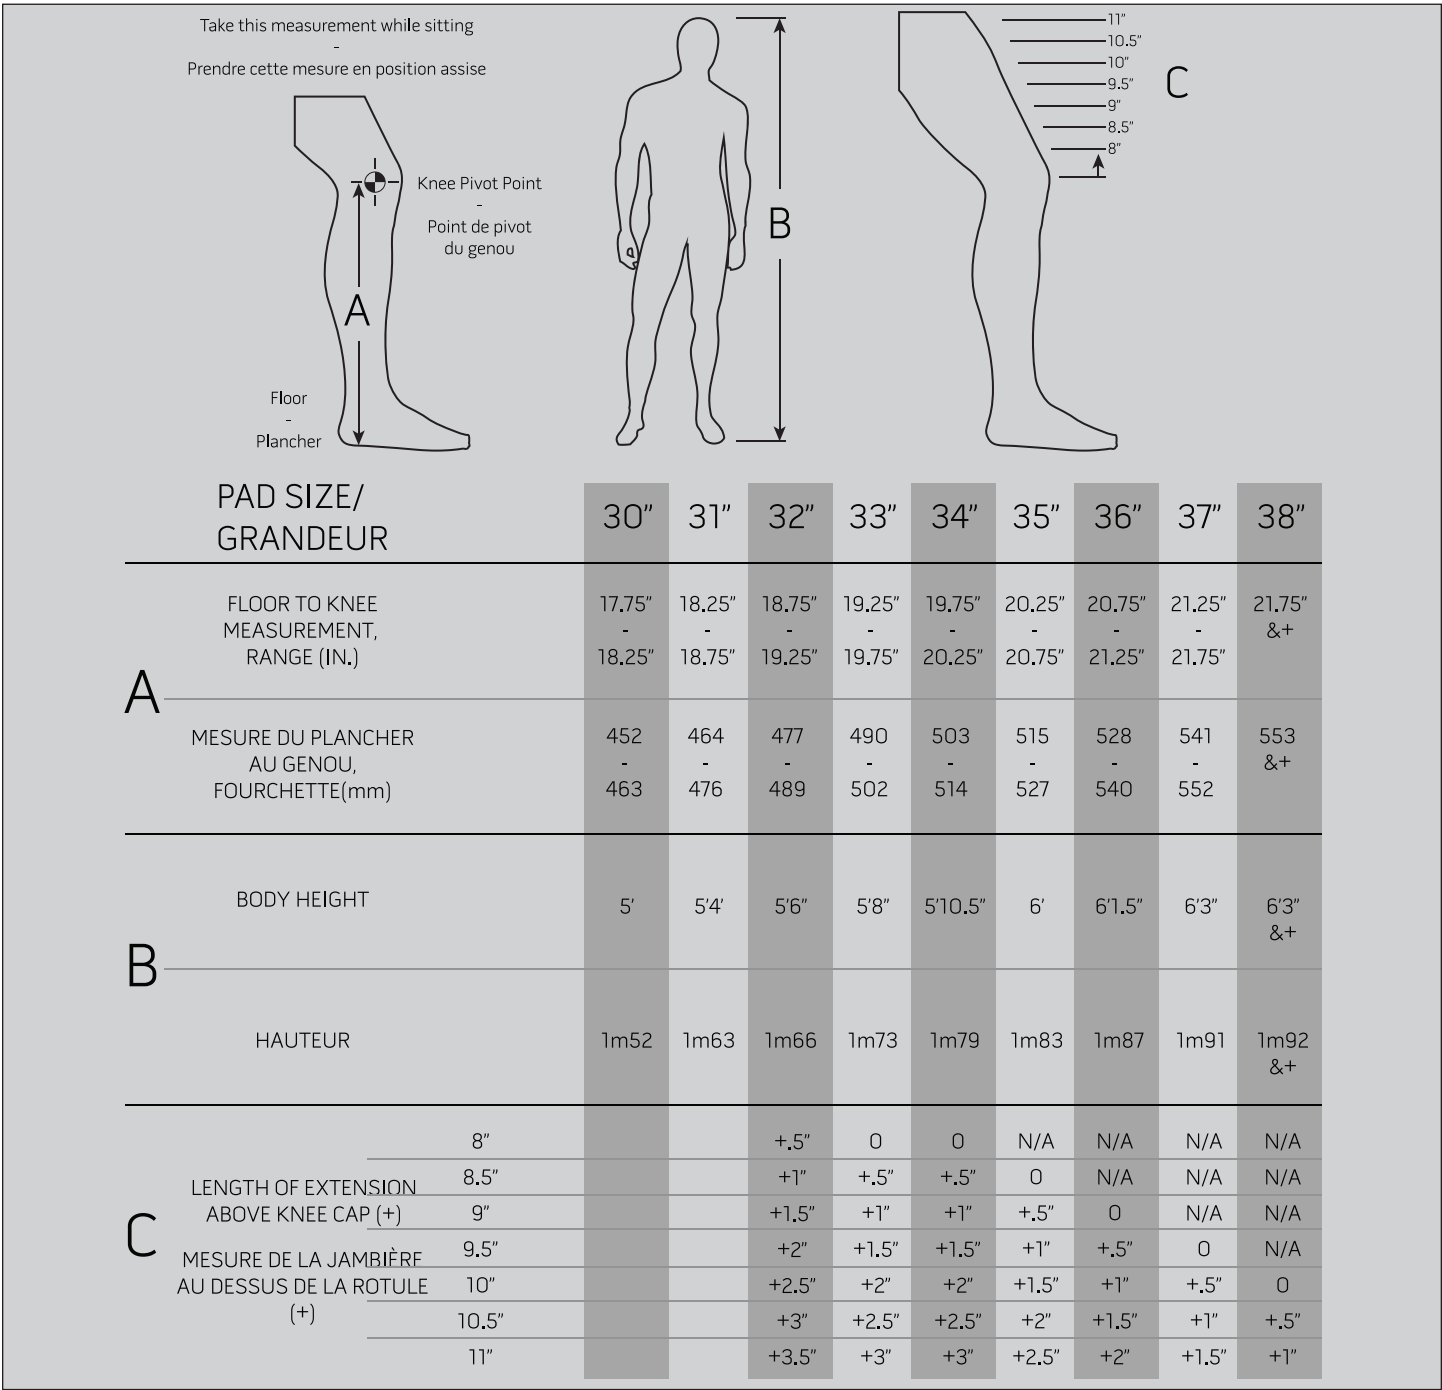 Take this measurement while sitting
-
Prendre cette mesure en position assise
Knee Pivot Point
-
Point de pivot
du genou
A
Floor
-
Plancher
B
11"
10.5"
10"
9.5"
9"
8.5"
8"
C
PAD SIZE/
GRANDEUR
30" 31" 32" 33" 34" 35" 36" 37" 38"
A
FLOOR TO KNEE
MEASUREMENT,
RANGE (IN.)
17.75" 18.25" 18.75" 19.25" 19.75" 20.25" 20.75" 21.25" 21.75"
- - - - - - - - &+
18.25" 18.75" 19.25" 19.75" 20.25" 20.75" 21.25" 21.75"
MESURE DU PLANCHER
AU GENOU,
FOURCHETTE(mm)
452 464 477 490 503 515 528 541 553
- - - - - - - - &+
463 476 489 502 514 527 540 552
B
BODY HEIGHT
5' 5'4' 5'6" 5'8" 5'10.5" 6' 6'1.5" 6'3" 6'3"
&+
HAUTEUR
1m52 1m63 1m66 1m73 1m79 1m83 1m87 1m91 1m92
&+
C
LENGTH OF EXTENSION
ABOVE KNEE CAP (+)
MESURE DE LA JAMBIÈRE
AU DESSUS DE LA ROTULE
(+)
8" +.5" 0 0 N/A N/A N/A N/A
8.5" +1" +.5" +.5" 0 N/A N/A N/A
9" +1.5" +1" +1" +.5" 0 N/A N/A
9.5" +2" +1.5" +1.5" +1" +.5" 0 N/A
10" +2.5" +2" +2" +1.5" +1" +.5" 0
10.5" +3" +2.5" +2.5" +2" +1.5" +1" +.5"
11" +3.5" +3" +3" +2.5" +2" +1.5" +1"